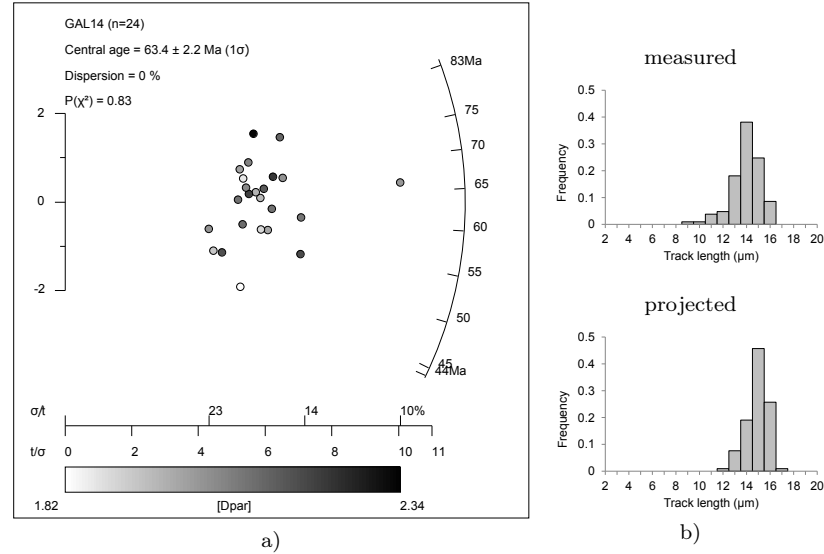 GAL14 (n=24)
Central age = 63.4 ± 2.2 Ma (1σ)
Dispersion = 0 %
P(χ²) = 0.83
2
0
-2
83Ma
75
70
65
60
55
50
45
44Ma
σ/t
23
14
10%
t/σ
0
2
4
6
8
10
11
1.82
[Dpar]
2.34
a)
measured
Frequency
0.5
0.4
0.3
0.2
0.1
0
2 4 6 8 10 12 14 16 18 20
Track length (µm)
projected
Frequency
0.5
0.4
0.3
0.2
0.1
0
2 4 6 8 10 12 14 16 18 20
Track length (µm)
b)